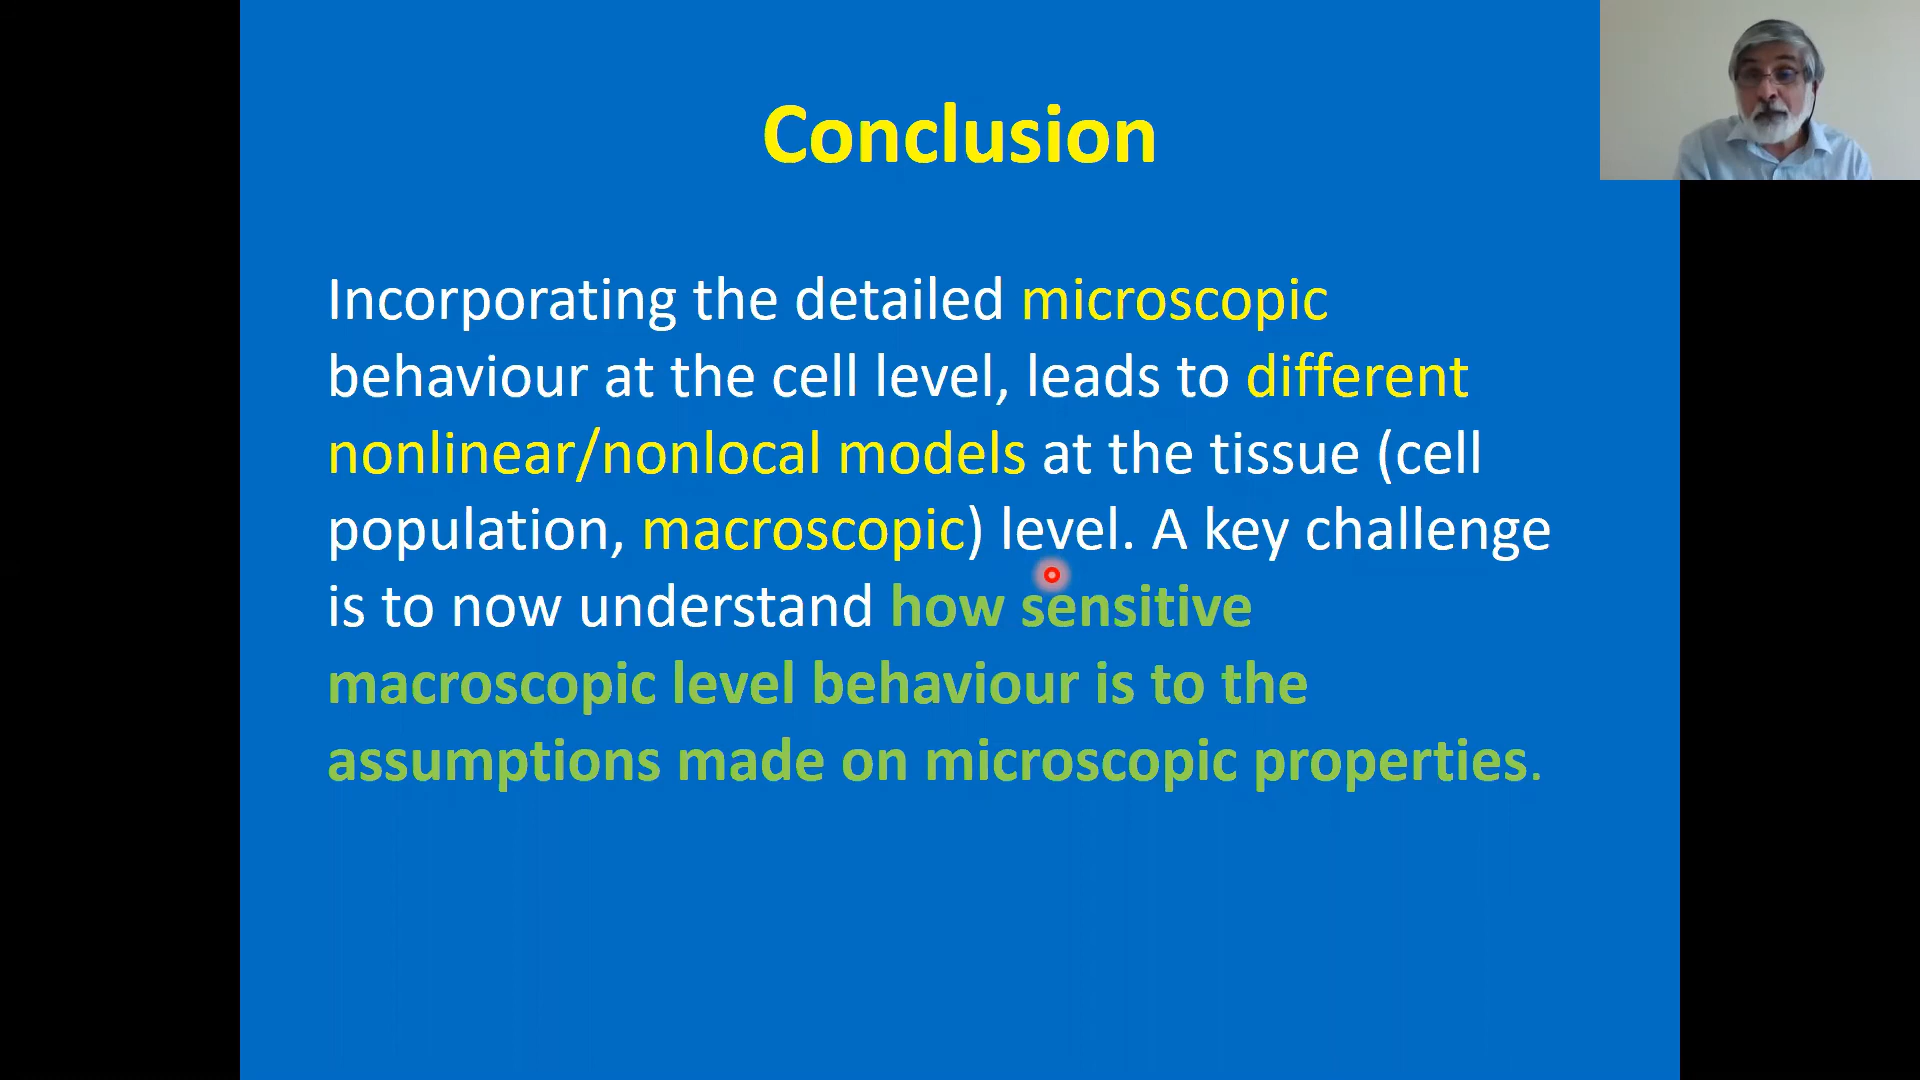 Conclusion
Incorporating the detailed microscopic
behaviour at the cell level, leads to different
nonlinear/nonlocal models at the tissue (cell
population, macroscopic) level. A key challenge
is to now understand how sensitive
macroscopic level behaviour is to the
assumptions made on microscopic properties.